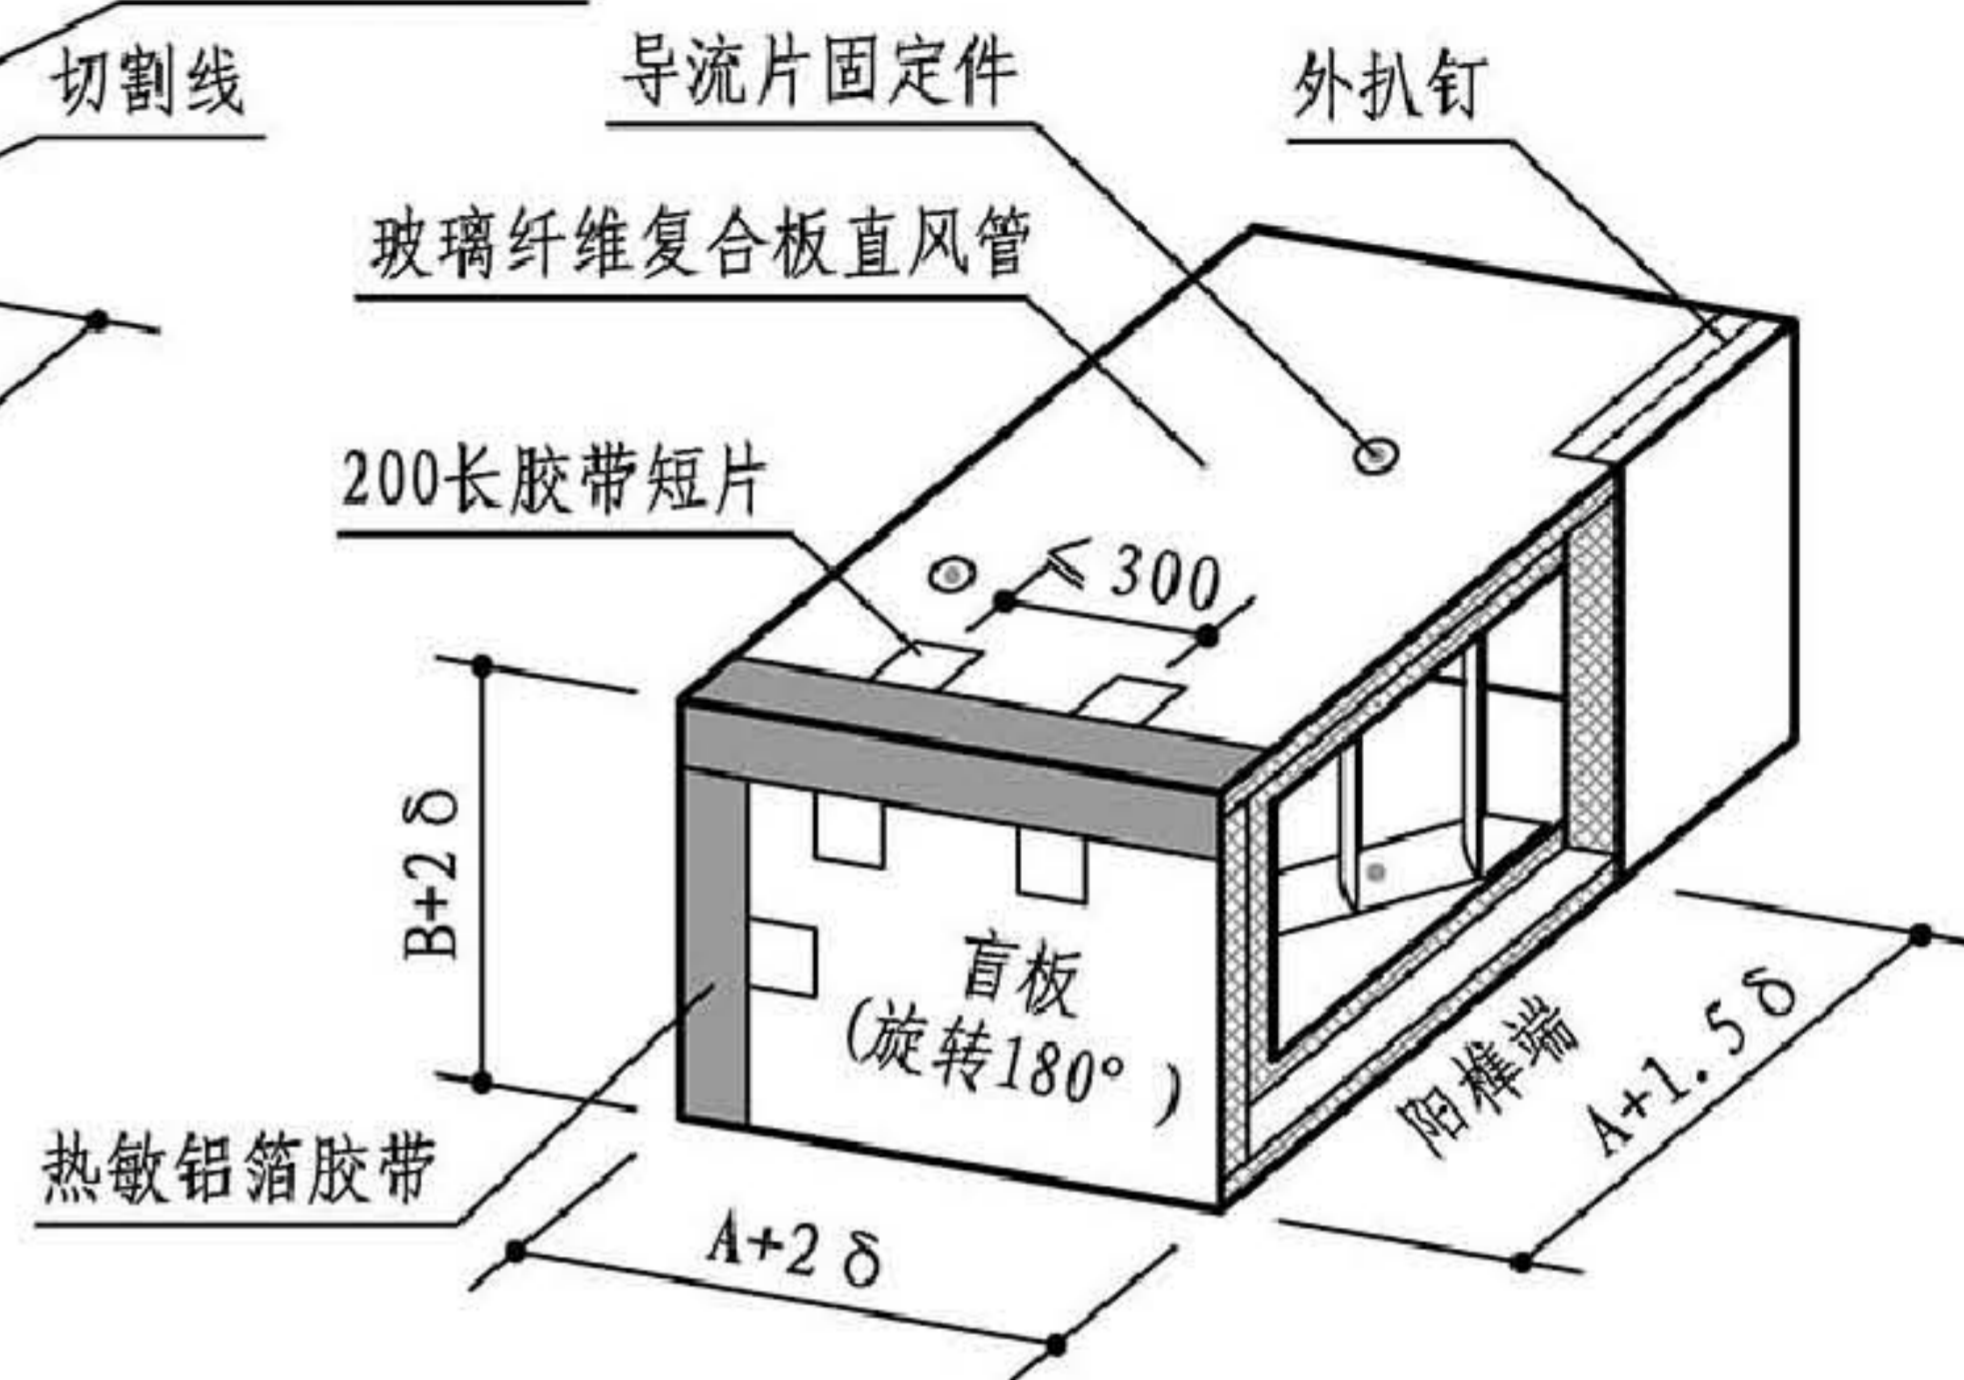 切割线
导流片固定件
外扒钉
玻璃纤维复合板直风管
200长胶带短片
≤300
B+2δ
盲板
(旋转180°)
阳榫端
A+1.5δ
热敏铝箔胶带
A+2δ